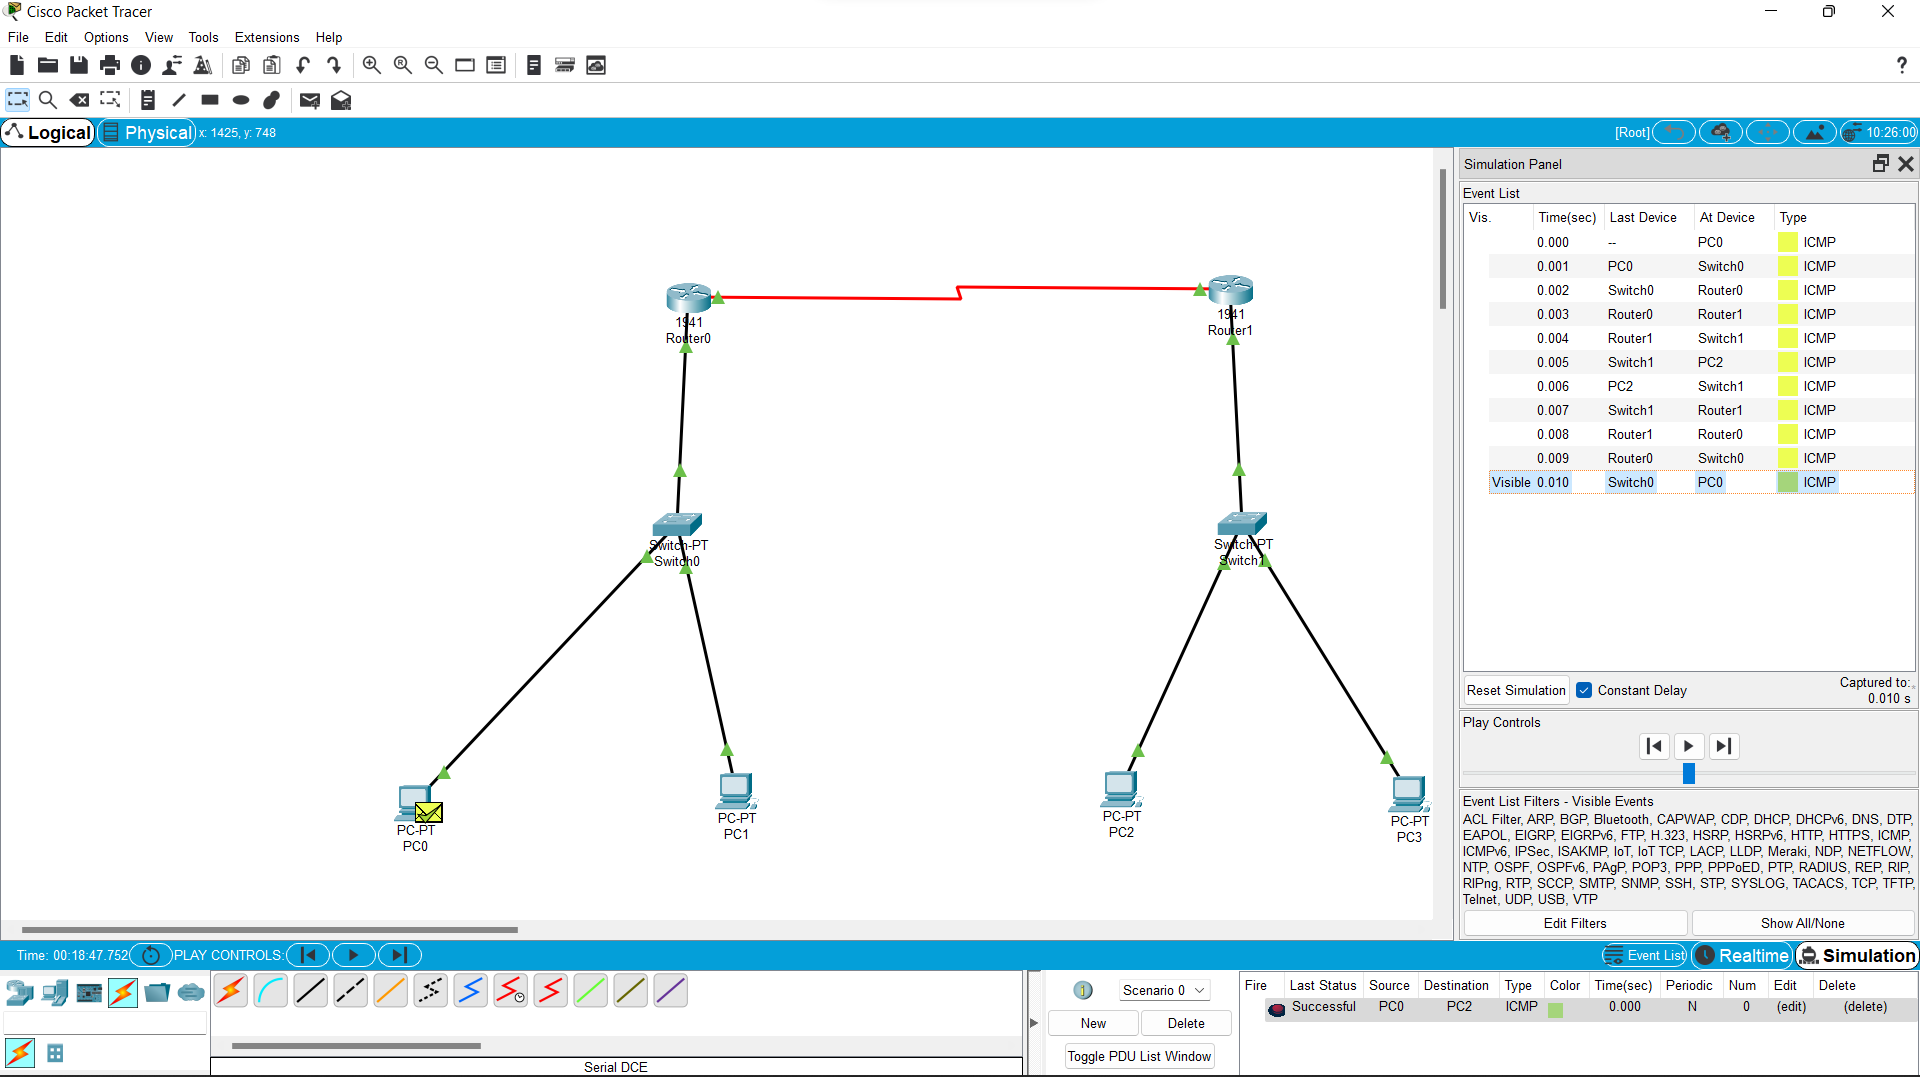 Cisco Packet Tracer
File Edit Options View Tools Extensions Help
?
Logical Physical x: 1425, y: 748 [Root] 10:26:00
1941
Router0
1941
Router1
Switch-PT
Switch0
Switch-PT
Switch1
PC-PT
PC0
PC-PT
PC1
PC-PT
PC2
PC-PT
PC3
Simulation Panel
Event List
Vis. Time(sec) Last Device At Device Type
0.000 -- PC0 ICMP
0.001 PC0 Switch0 ICMP
0.002 Switch0 Router0 ICMP
0.003 Router0 Router1 ICMP
0.004 Router1 Switch1 ICMP
0.005 Switch1 PC2 ICMP
0.006 PC2 Switch1 ICMP
0.007 Switch1 Router1 ICMP
0.008 Router1 Router0 ICMP
0.009 Router0 Switch0 ICMP
Visible 0.010 Switch0 PC0 ICMP
Reset Simulation Constant Delay Captured to:
0.010 s
Play Controls
Event List Filters - Visible Events
ACL Filter, ARP, BGP, Bluetooth, CAPWAP, CDP, DHCP, DHCPv6, DNS, DTP,
EAPOL, EIGRP, EIGRPv6, FTP, H.323, HSRP, HSRPv6, HTTP, HTTPS, ICMP,
ICMPv6, IPSec, ISAKMP, IoT, IoT TCP, LACP, LLDP, Meraki, NDP, NETFLOW,
NTP, OSPF, OSPFv6, PAgP, POP3, PPP, PPPoED, PTP, RADIUS, REP, RIP,
RIPng, RTP, SCCP, SMTP, SNMP, SSH, STP, SYSLOG, TACACS, TCP, TFTP,
Telnet, UDP, USB, VTP
Edit Filters Show All/None
Time: 00:18:47.752 PLAY CONTROLS: Event List Realtime Simulation
Serial DCE
Scenario 0
New Delete
Toggle PDU List Window
Fire Last Status Source Destination Type Color Time(sec) Periodic Num Edit Delete
Successful PC0 PC2 ICMP 0.000 N 0 (edit) (delete)